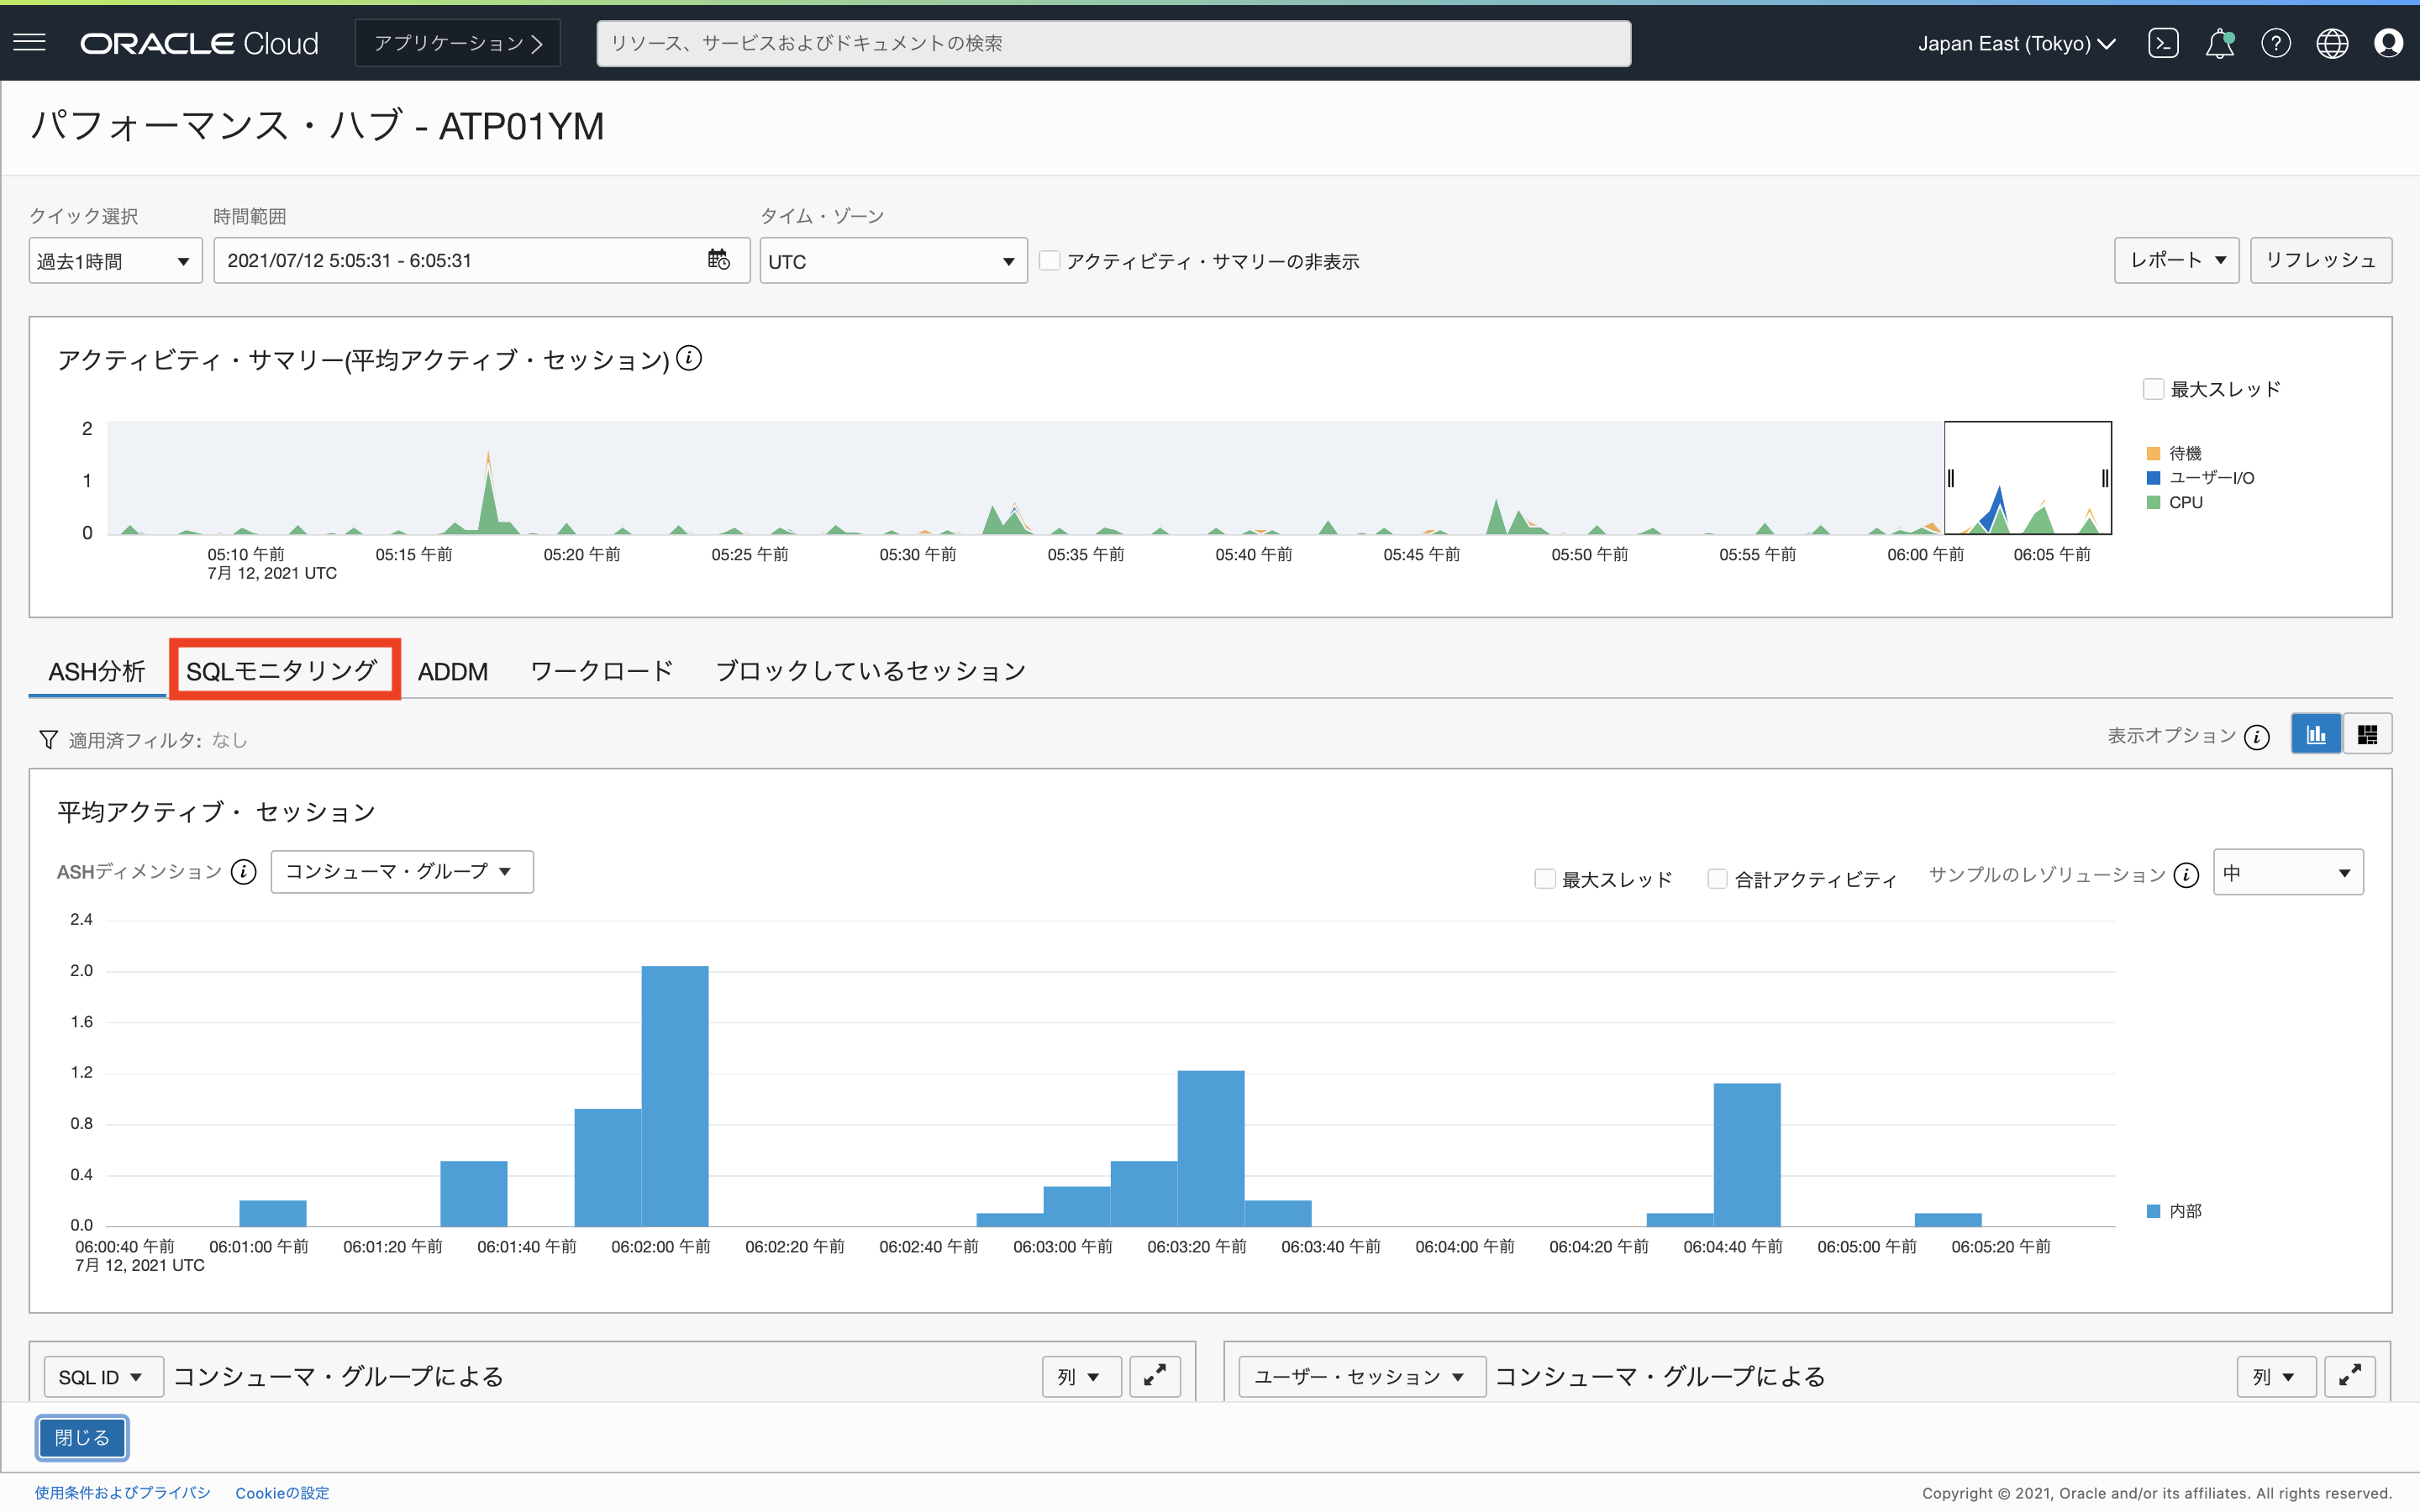 ORACLE Cloud
アプリケーション
リソース、サービスおよびドキュメントの検索
Japan East (Tokyo)
パフォーマンス・ハブ - ATP01YM
クイック選択
時間範囲
タイム・ゾーン
過去1時間
2021/07/12 5:05:31 - 6:05:31
UTC
アクティビティ・サマリーの非表示
レポート
リフレッシュ
アクティビティ・サマリー(平均アクティブ・セッション)
最大スレッド
2
1
0
待機
ユーザーI/O
CPU
05:10 午前
05:15 午前
05:20 午前
05:25 午前
05:30 午前
05:35 午前
05:40 午前
05:45 午前
05:50 午前
05:55 午前
06:00 午前
06:05 午前
7月 12, 2021 UTC
ASH分析
SQLモニタリング
ADDM
ワークロード
ブロックしているセッション
適用済フィルタ: なし
表示オプション
平均アクティブ・ セッション
ASHディメンション
コンシューマ・グループ
最大スレッド
合計アクティビティ
サンプルのレゾリューション
中
2.4
2.0
1.6
1.2
0.8
0.4
0.0
内部
06:00:40 午前
06:01:00 午前
06:01:20 午前
06:01:40 午前
06:02:00 午前
06:02:20 午前
06:02:40 午前
06:03:00 午前
06:03:20 午前
06:03:40 午前
06:04:00 午前
06:04:20 午前
06:04:40 午前
06:05:00 午前
06:05:20 午前
7月 12, 2021 UTC
SQL ID
コンシューマ・グループによる
列
ユーザー・セッション
コンシューマ・グループによる
列
閉じる
使用条件およびプライバシ
Cookieの設定
Copyright © 2021, Oracle and/or its affiliates. All rights reserved.